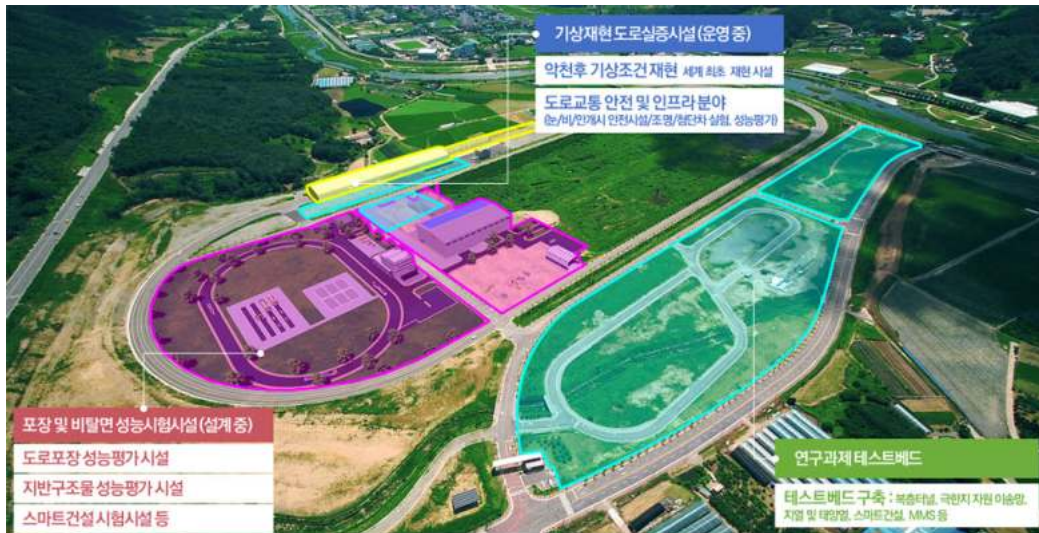 기상재현 도로실증시설(운영 중)
악천후 기상조건 재현 세계 최초 재현 시설
도로교통 안전 및 인프라 분야
(눈/비/안개시 안전시설/조명/첨단차 실험, 성능평가)
포장 및 비탈면 성능시험시설(설계 중)
도로포장 성능평가 시설
지반구조물 성능평가 시설
스마트건설 시험시설 등
연구과제 테스트베드
테스트베드 구축 : 복층터널, 극한지 자원 이송망,
지열 및 태양열, 스마트건설, MMS 등